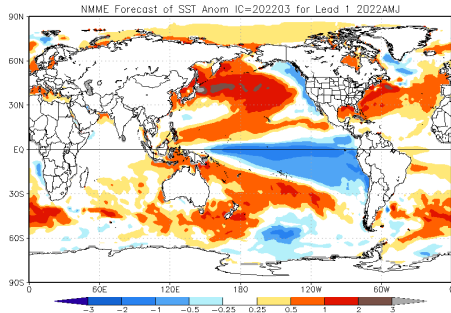 NMME Forecast of SST Anom IC=202203 for Lead 1 2022AMJ
90N
60N
30N
EQ
30S
60S
90S
0 60E 120E 180 120W 60W 0
-3 -2 -1 -0.5 -0.25 0.25 0.5 1 2 3